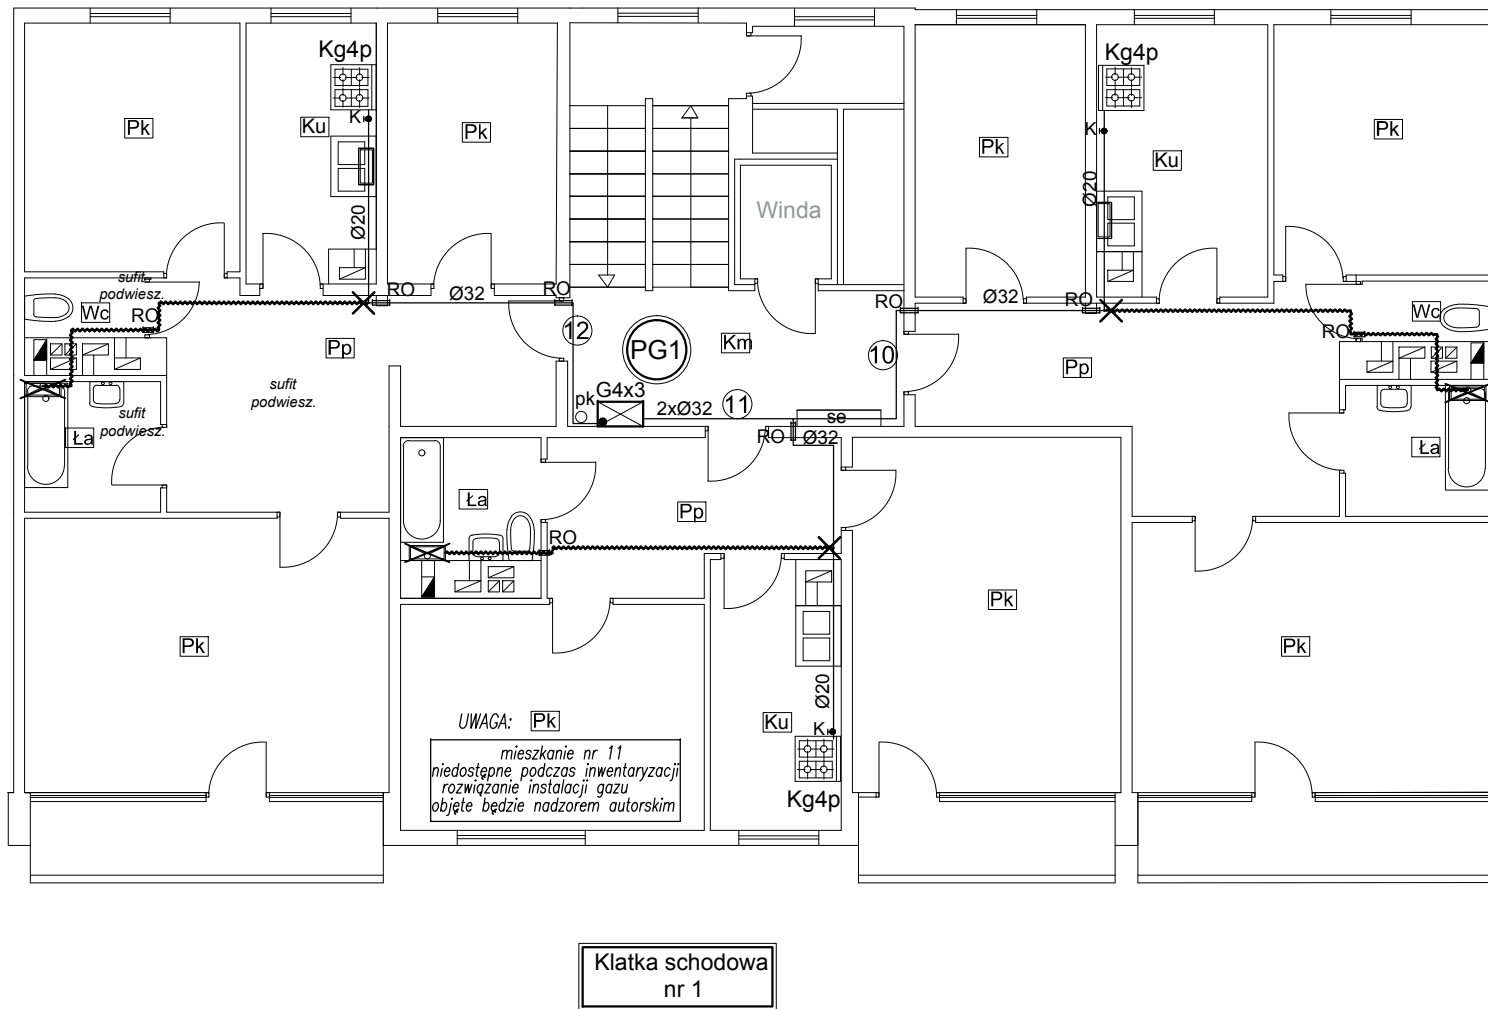 Kg4p
Kg4p
K
Pk
Ku
Pk
K
Pk
Ku
Pk
Winda
Ø20
Ø20
sufit
podwiesz.
RO
Ø32
RO
RO
Ø32
RO
Wc
RO
12
PG1
Km
10
Wc
RO
Pp
Pp
sufit
podwiesz.
sufit
podwiesz.
Ła
pk
G4x3
2xØ32
11
se
RO
Ø32
Ła
Ła
Pp
RO
Pk
Pk
Pk
Ø20
UWAGA:
Pk
Ku
K
mieszkanie nr 11
niedostępne podczas inwentaryzacji
rozwiązanie instalacji gazu
objęte będzie nadzorem autorskim
Kg4p
Klatka schodowa
nr 1